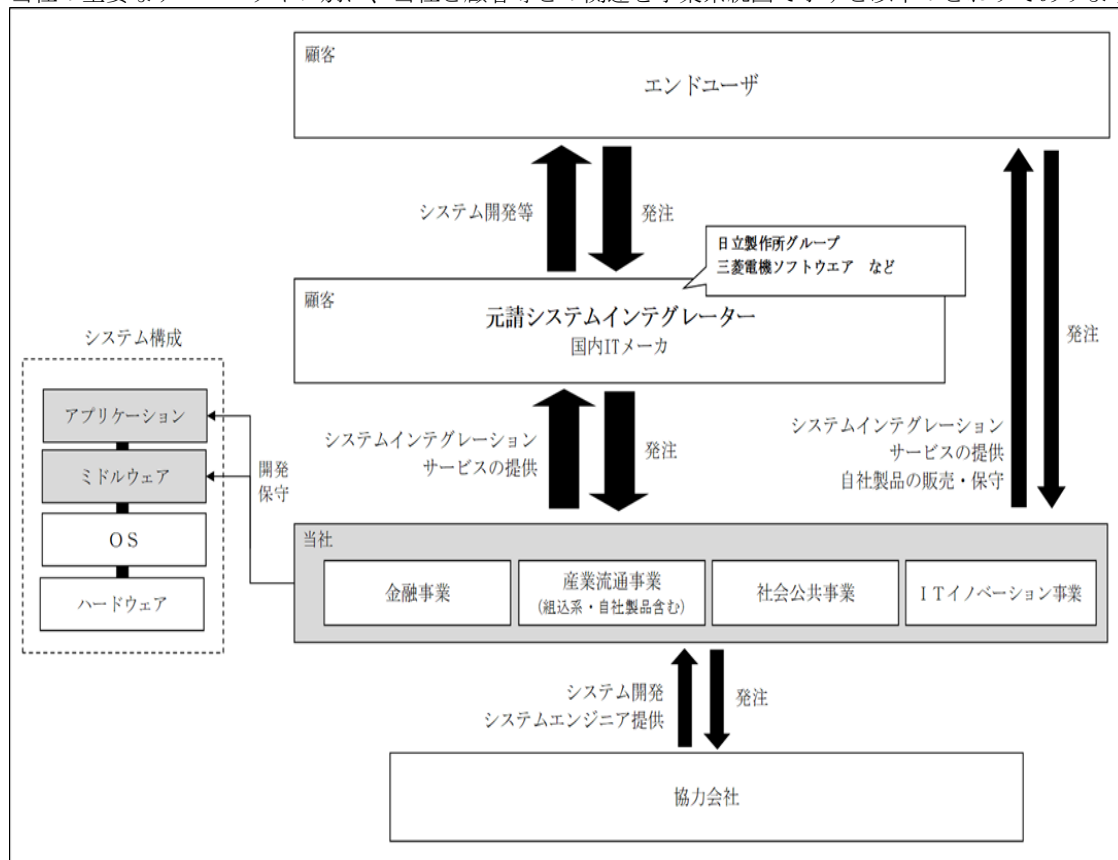 顧客
エンドユーザ
システム開発等
発注
日立製作所グループ
三菱電機ソフトウエア など
顧客
元請システムインテグレーター
国内ITメーカ
発注
システム構成
アプリケーション
ミドルウェア
OS
ハードウェア
開発
保守
システムインテグレーション
サービスの提供
発注
システムインテグレーション
サービスの提供
自社製品の販売・保守
当社
金融事業
産業流通事業
(組込系・自社製品含む)
社会公共事業
ITイノベーション事業
システム開発
システムエンジニア提供
発注
協力会社